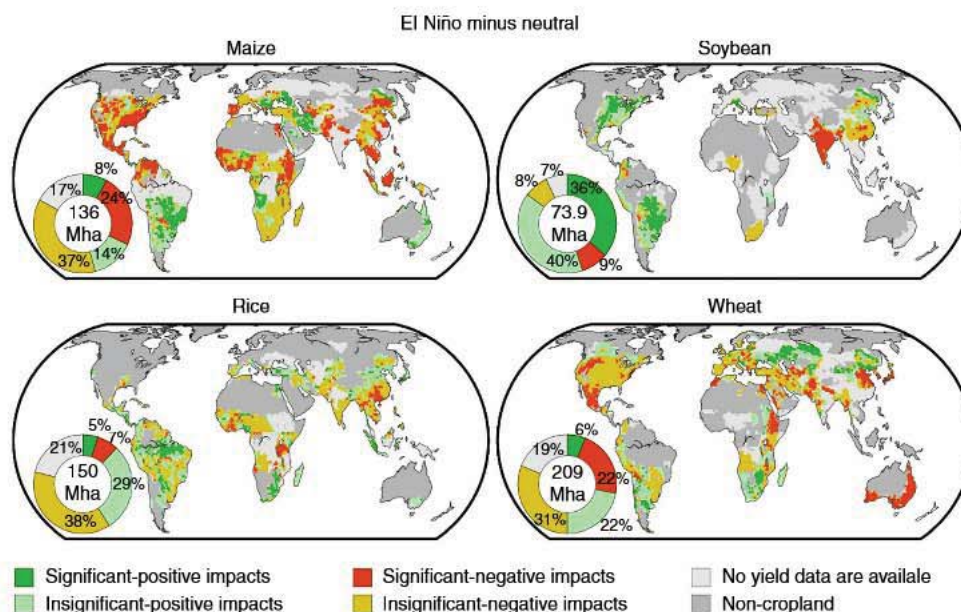 El Niño minus neutral
Maize
Soybean
8%
17%
24%
136
Mha
14%
37%
7%
8%
36%
73.9
Mha
40%
9%
Rice
Wheat
5%
7%
21%
150
Mha
29%
38%
6%
19%
209
Mha
22%
31%
22%
Significant-positive impacts
Significant-negative impacts
No yield data are availale
Insignificant-positive impacts
Insignificant-negative impacts
Non-cropland